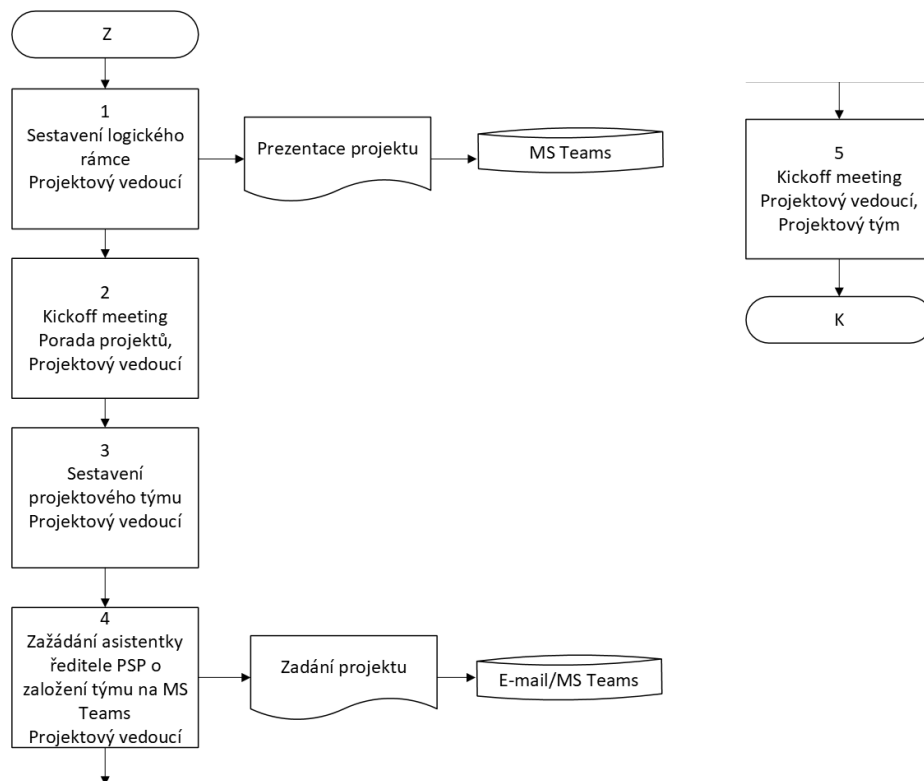 Z
1
Sestavení logického
rámce
Projektový vedoucí
Prezentace projektu
MS Teams
2
Kickoff meeting
Porada projektů,
Projektový vedoucí
3
Sestavení
projektového týmu
Projektový vedoucí
4
Zažádání asistentky
ředitele PSP o
založení týmu na MS
Teams
Projektový vedoucí
Zadání projektu
E-mail/MS Teams
5
Kickoff meeting
Projektový vedoucí,
Projektový tým
K